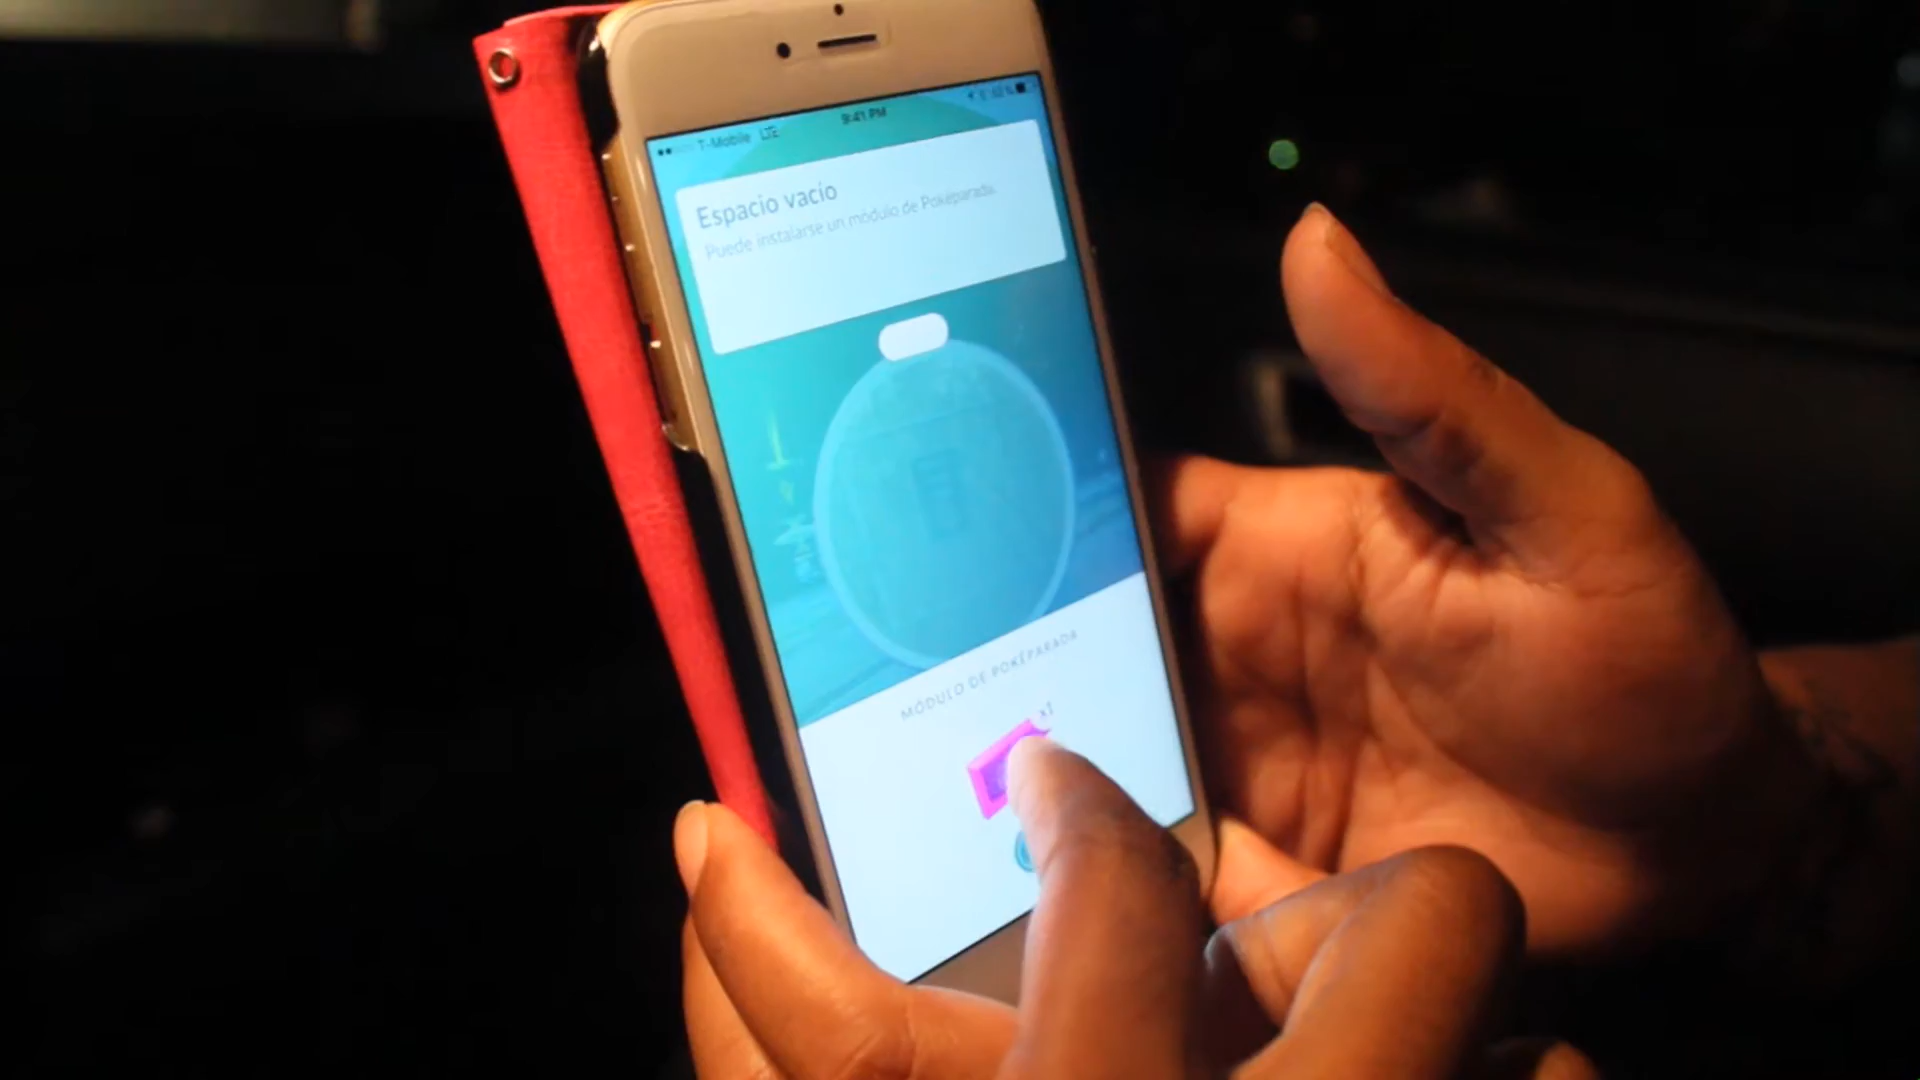 T-Mobile LTE 9:41 PM
Espacio vacío
Puede instalarse un módulo de Poképarada.
MÓDULO DE POKÉPARADA
x1